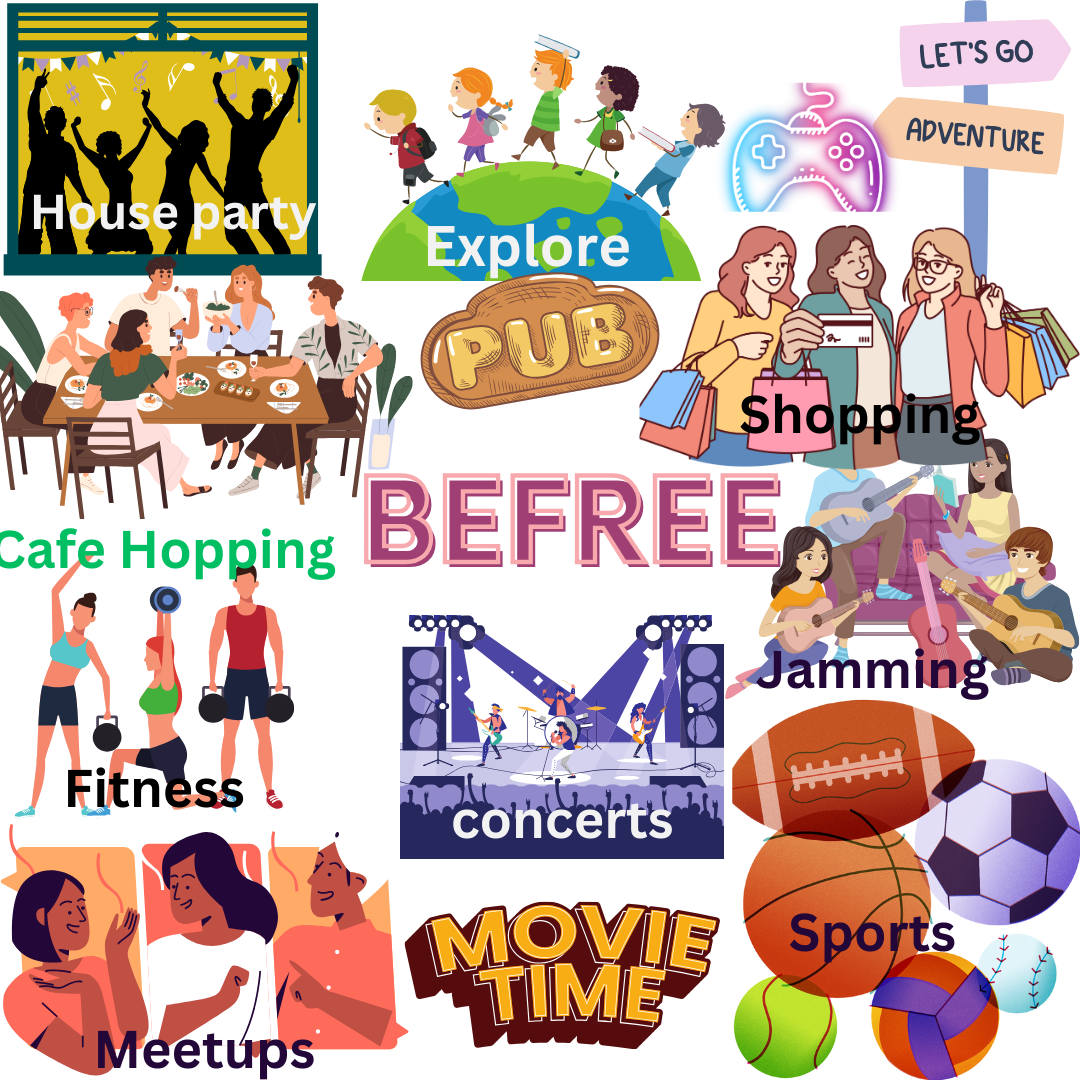 LET'S GO
ADVENTURE
House party
Explore
PUB
Shopping
BEFREE
Cafe Hopping
Jamming
Fitness
concerts
Sports
MOVIE
TIME
Meetups